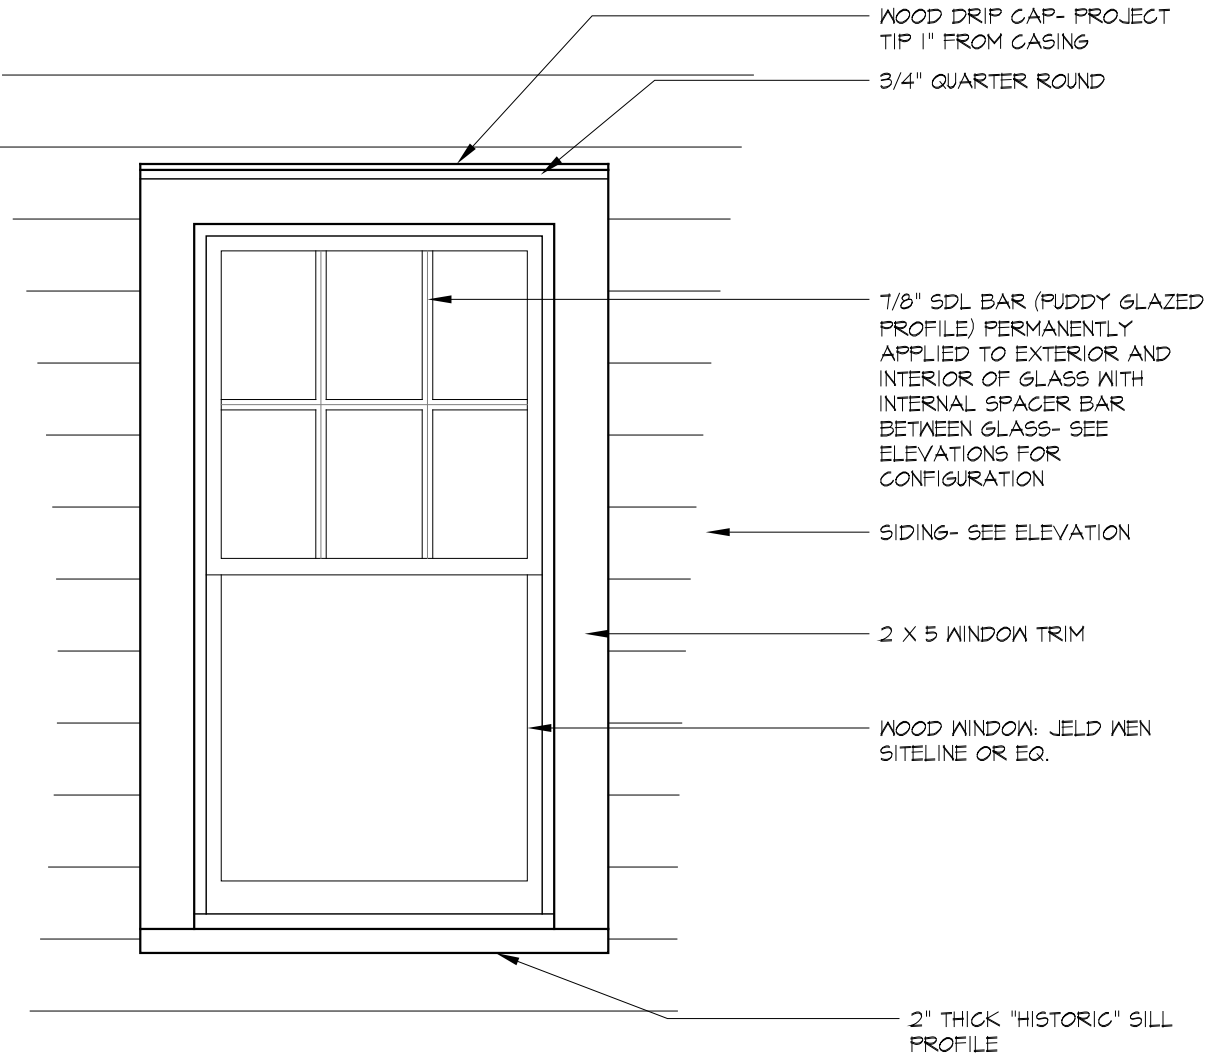 WOOD DRIP CAP- PROJECT
TIP 1" FROM CASING
3/4" QUARTER ROUND
7/8" SDL BAR (PUDDY GLAZED
PROFILE) PERMANENTLY
APPLIED TO EXTERIOR AND
INTERIOR OF GLASS WITH
INTERNAL SPACER BAR
BETWEEN GLASS- SEE
ELEVATIONS FOR
CONFIGURATION
SIDING- SEE ELEVATION
2 X 5 WINDOW TRIM
WOOD WINDOW: JELD WEN
SITELINE OR EQ.
2" THICK "HISTORIC" SILL
PROFILE